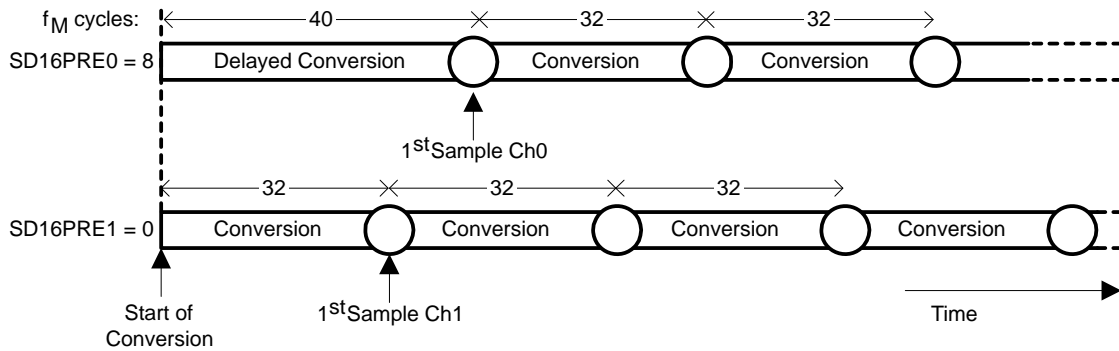 f_M cycles:
40
32
32
SD16PRE0 = 8
Delayed Conversion
Conversion
Conversion
1st Sample Ch0
32
32
32
SD16PRE1 = 0
Conversion
Conversion
Conversion
Conversion
Start of
Conversion
1st Sample Ch1
Time